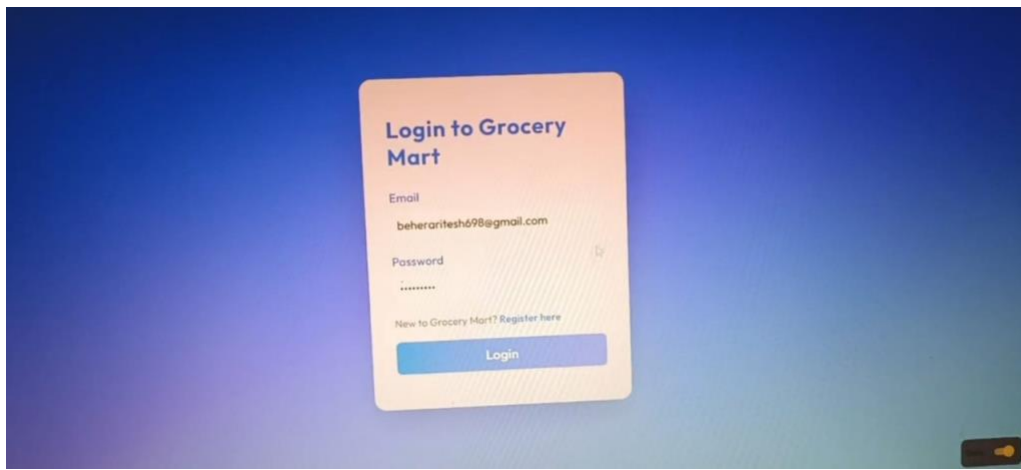 Login to Grocery
Mart
Email
beheraritesh698@gmail.com
Password
.........
New to Grocery Mart? Register here
Login